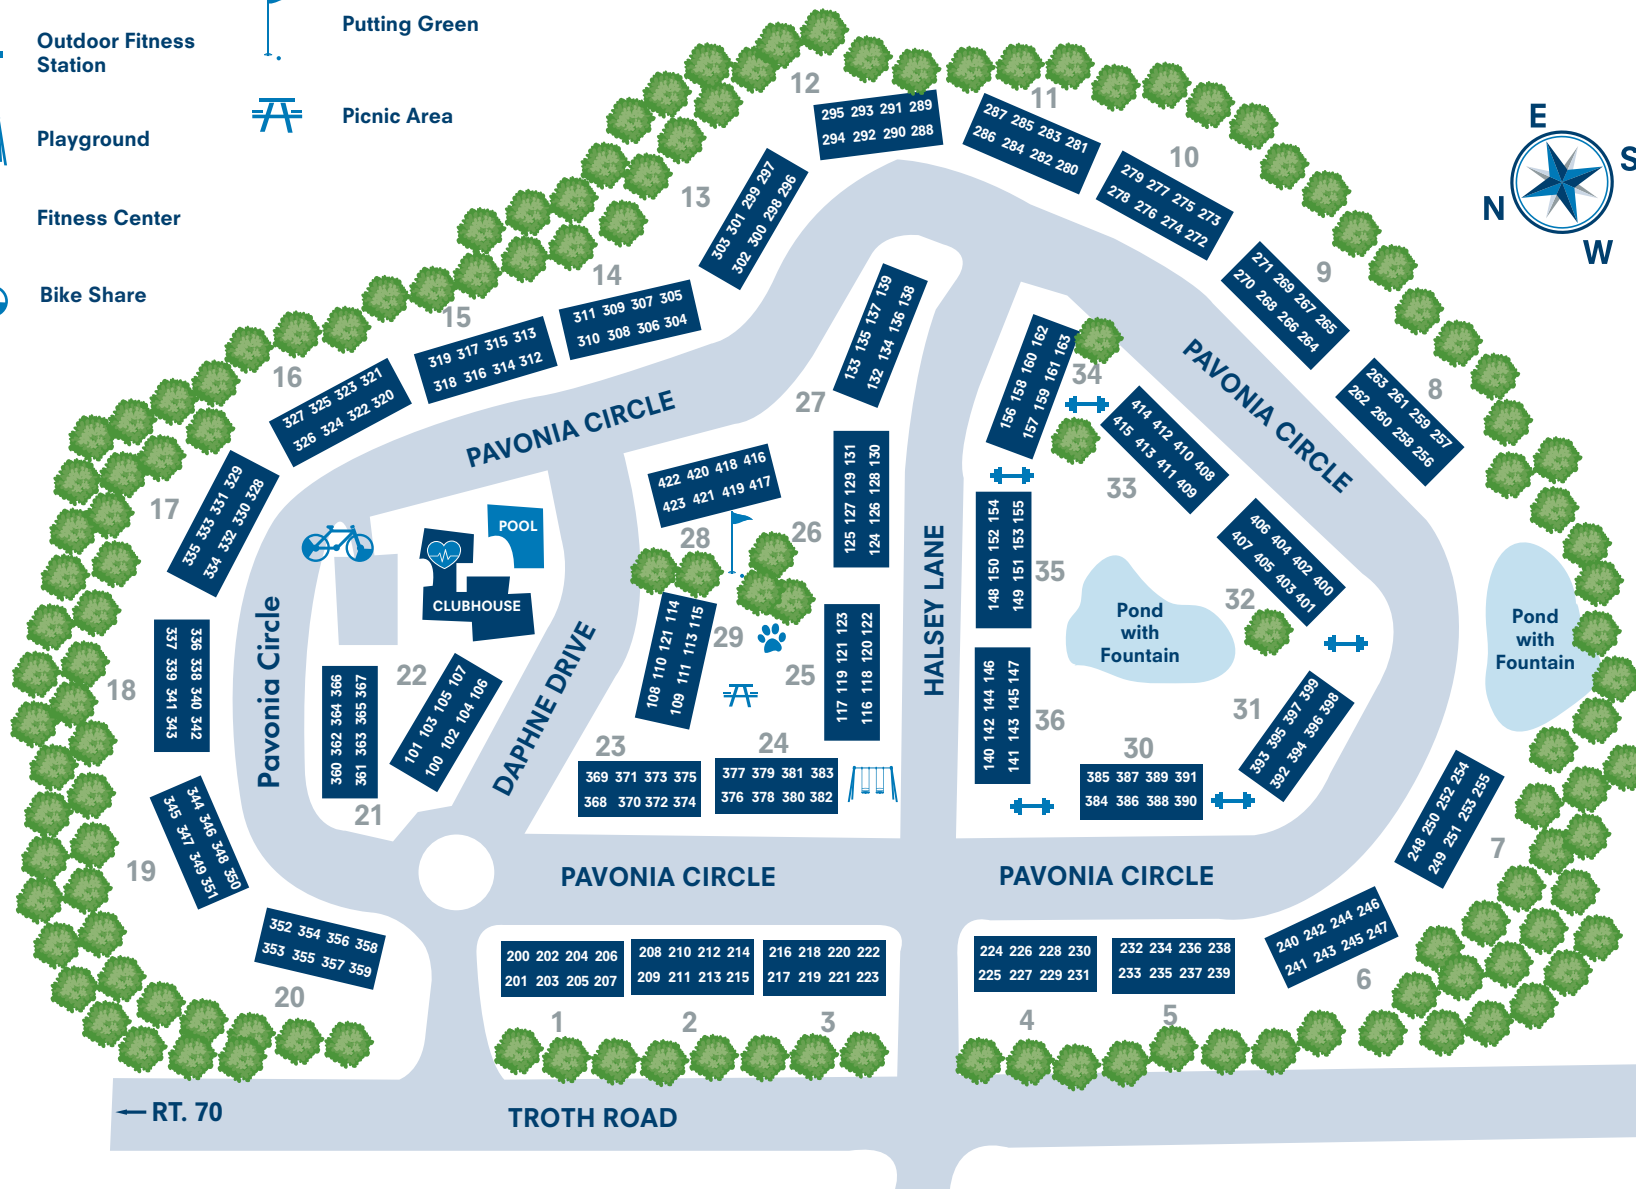 Outdoor Fitness
Station
Playground
Fitness Center
Bike Share
Putting Green
Picnic Area
E
S
N
W
12
295 293 291 289
294 292 290 288
11
287 285 283 281
286 284 282 280
10
279 277 275 273
278 276 274 272
9
271 269 267 265
270 268 266 264
8
263 261 259 257
262 260 258 256
13
303 301 299 297
302 300 298 296
14
311 309 307 305
310 308 306 304
15
319 317 315 313
318 316 314 312
16
327 325 323 321
326 324 322 320
17
335 333 331 329
334 332 330 328
18
337 339 341 343
336 338 340 342
19
344 346 348 350
345 347 349 351
20
352 354 356 358
353 355 357 359
PAVONIA CIRCLE
PAVONIA CIRCLE
Pavonia Circle
POOL
CLUBHOUSE
22
101 103 105 107
100 102 104 106
21
360 362 364 366
361 363 365 367
DAPHNE DRIVE
27
133 135 137 139
132 134 136 138
422 420 418 416
423 421 419 417
28
26
125 127 129 131
124 126 128 130
29
108 110 121 114
109 111 113 115
25
117 119 121 123
116 118 120 122
23
369 371 373 375
368 370 372 374
24
377 379 381 383
376 378 380 382
HALSEY LANE
34
156 158 160 162
157 159 161 163
33
414 412 410 408
415 413 411 409
35
148 150 152 154
149 151 153 155
32
406 404 402 400
407 405 403 401
Pond
with
Fountain
Pond
with
Fountain
36
140 142 144 146
141 143 145 147
31
393 395 397 399
392 394 396 398
30
385 387 389 391
384 386 388 390
7
248 250 252 254
249 251 253 255
6
240 242 244 246
241 243 245 247
PAVONIA CIRCLE
PAVONIA CIRCLE
200 202 204 206
201 203 205 207
1
208 210 212 214
209 211 213 215
2
216 218 220 222
217 219 221 223
3
224 226 228 230
225 227 229 231
4
232 234 236 238
233 235 237 239
5
RT. 70
TROTH ROAD